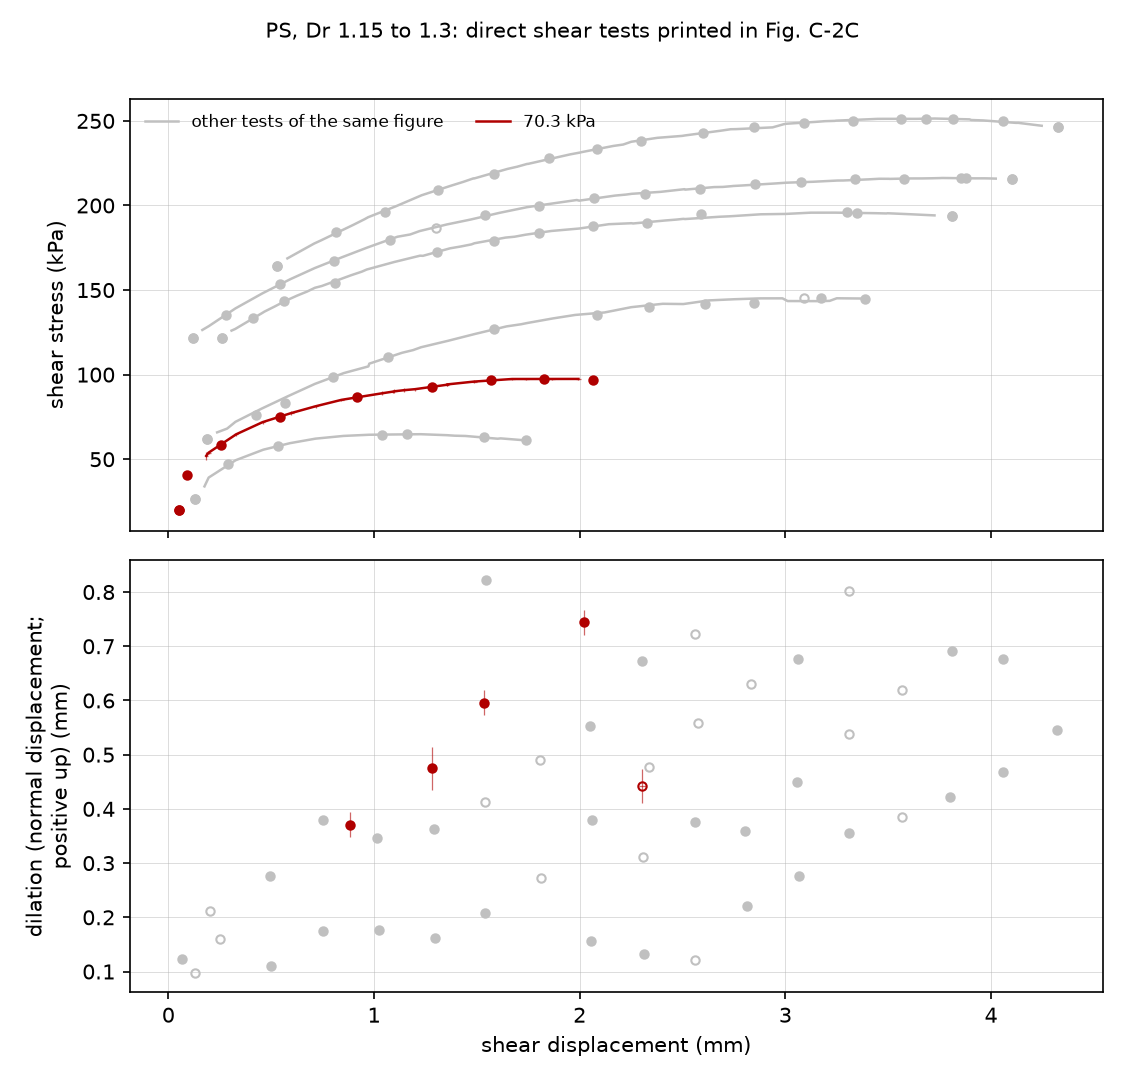 PS, Dr 1.15 to 1.3: direct shear tests printed in Fig. C-2C
other tests of the same figure
70.3 kPa
250
200
150
100
50
shear stress (kPa)
0.8
0.7
0.6
0.5
0.4
0.3
0.2
0.1
dilation (normal displacement;
positive up) (mm)
0
1
2
3
4
shear displacement (mm)